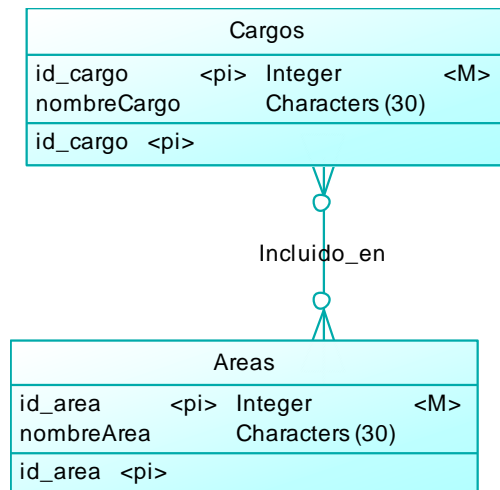 Cargos
id_cargo <pi> Integer <M>
nombreCargo Characters (30)
id_cargo <pi>
Incluido_en
Areas
id_area <pi> Integer <M>
nombreArea Characters (30)
id_area <pi>